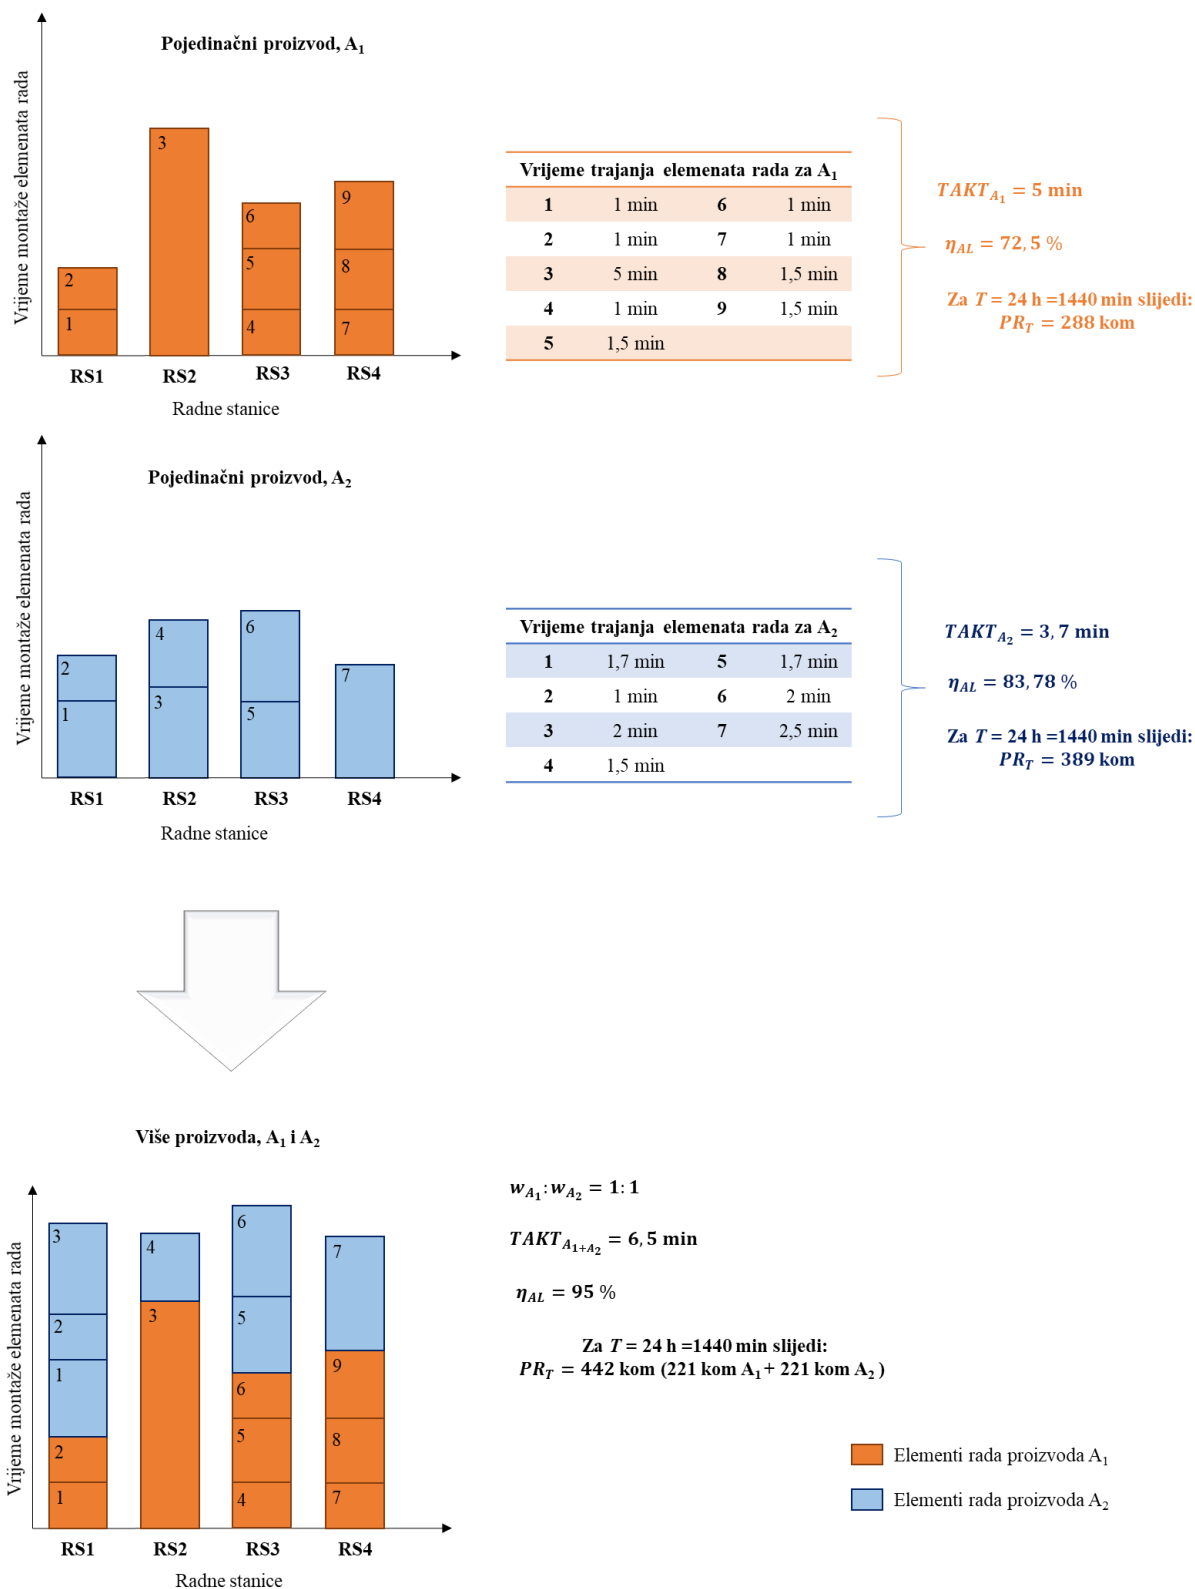 Pojedinačni proizvod, A₁
Vrijeme montaže elemenata rada
3
2
1
6
5
4
9
8
7
RS1 RS2 RS3 RS4
Radne stanice
Vrijeme trajanja elemenata rada za A₁
1 1 min 6 1 min
2 1 min 7 1 min
3 5 min 8 1,5 min
4 1 min 9 1,5 min
5 1,5 min
TAKT_A₁ = 5 min
η_AL = 72,5 %
Za T = 24 h =1440 min slijedi:
PR_T = 288 kom
Pojedinačni proizvod, A₂
Vrijeme montaže elemenata rada
2
1
4
3
6
5
7
RS1 RS2 RS3 RS4
Radne stanice
Vrijeme trajanja elemenata rada za A₂
1 1,7 min 5 1,7 min
2 1 min 6 2 min
3 2 min 7 2,5 min
4 1,5 min
TAKT_A₂ = 3,7 min
η_AL = 83,78 %
Za T = 24 h =1440 min slijedi:
PR_T = 389 kom
Više proizvoda, A₁ i A₂
Vrijeme montaže elemenata rada
3
2
1
2
1
4
3
6
5
6
5
4
7
9
8
7
RS1 RS2 RS3 RS4
Radne stanice
w_A₁:w_A₂ = 1:1
TAKT_A₁₊A₂ = 6,5 min
η_AL = 95 %
Za T = 24 h =1440 min slijedi:
PR_T = 442 kom (221 kom A₁ + 221 kom A₂ )
Elementi rada proizvoda A₁
Elementi rada proizvoda A₂